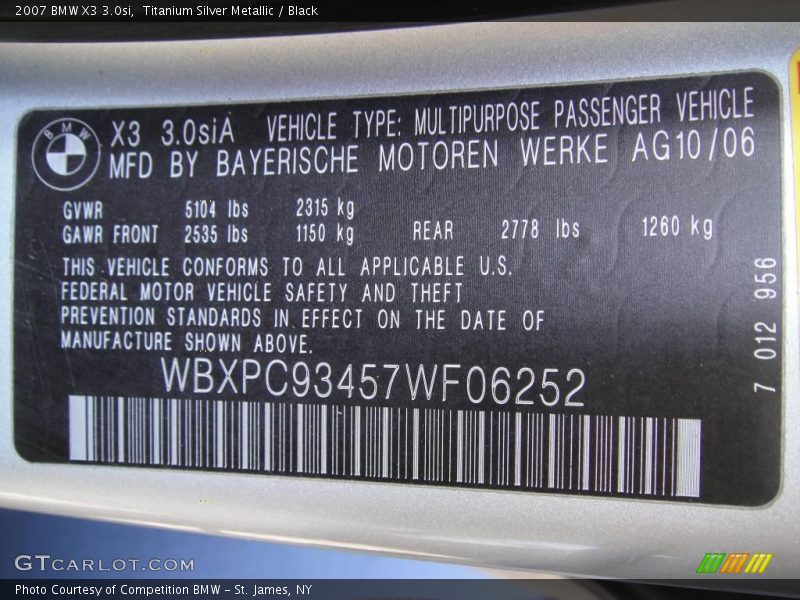 2007 BMW X3 3.0si,  Titanium Silver Metallic / Black
BMW
X3 3.0siA VEHICLE TYPE: MULTIPURPOSE PASSENGER VEHICLE
MFD BY BAYERISCHE MOTOREN WERKE AG 10/06
GVWR 5104 lbs 2315 kg
GAWR FRONT 2535 lbs 1150 kg REAR 2778 lbs 1260 kg
THIS VEHICLE CONFORMS TO ALL APPLICABLE U.S.
FEDERAL MOTOR VEHICLE SAFETY AND THEFT
PREVENTION STANDARDS IN EFFECT ON THE DATE OF
MANUFACTURE SHOWN ABOVE.
WBXPC93457WF06252
7 012 956
GTCARLOT.COM
Photo Courtesy of Competition BMW – St. James, NY